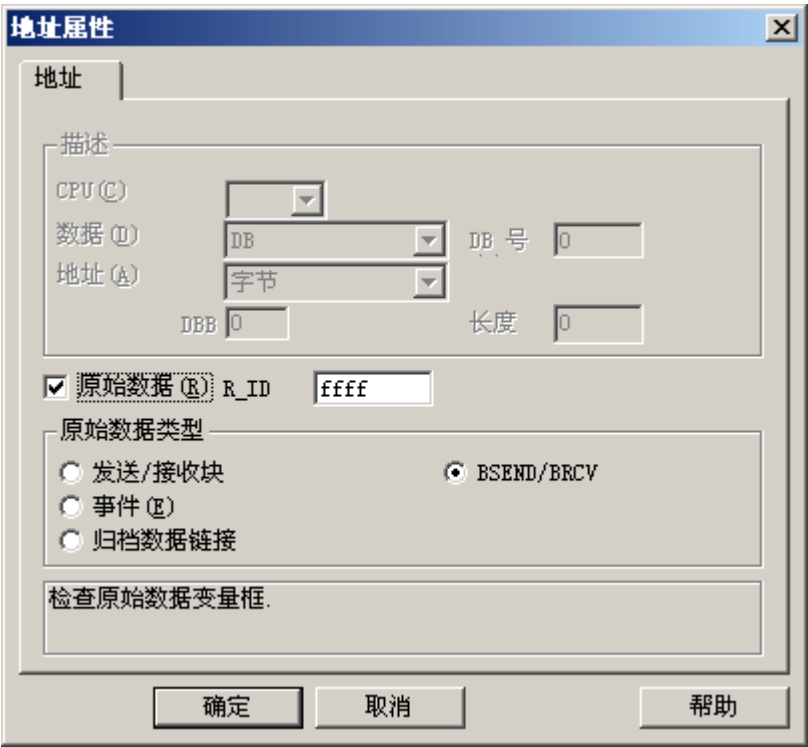 地址属性
地址
描述
CPU(C)
数据(D) DB DB 号 0
地址(A) 字节
DBB 0 长度 0
原始数据(R) R_ID ffff
原始数据类型
发送/接收块 BSEND/BRCV
事件(E)
归档数据链接
检查原始数据变量框.
确定 取消 帮助